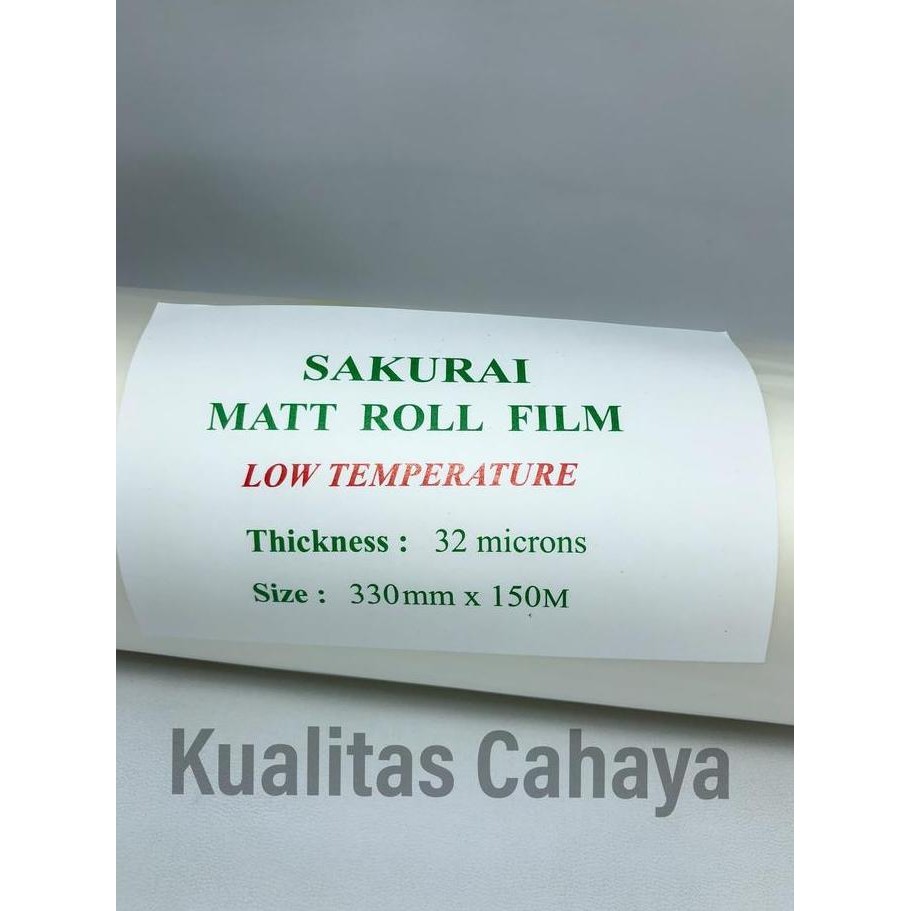 SAKURAI
MATT ROLL FILM
LOW TEMPERATURE
Thickness : 32 microns
Size : 330mm x 150M
Kualitas Cahaya